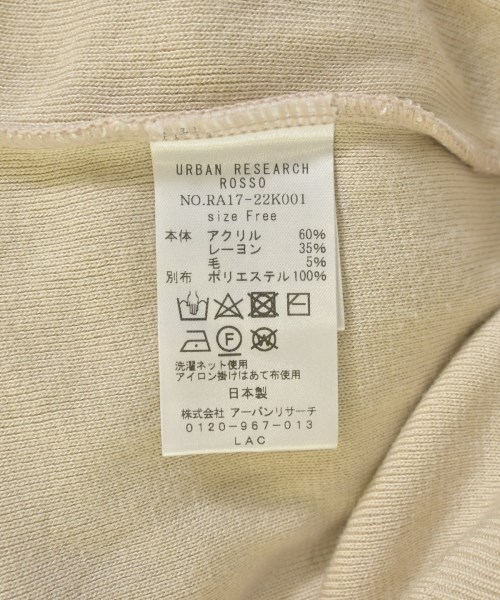 URBAN RESEARCH
ROSSO
NO.RA17-22K001
size Free
本体 アクリル 60%
レーヨン 35%
毛 5%
別布 ポリエステル 100%
F
W
洗濯ネット使用
アイロン掛けはあて布使用
日本製
株式会社 アーバンリサーチ
0120-967-013
LAC